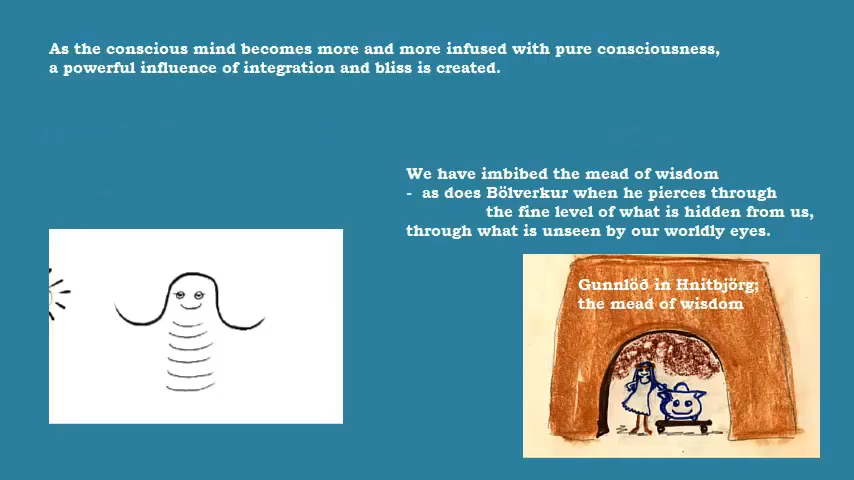 As the conscious mind becomes more and more infused with pure consciousness,
a powerful influence of integration and bliss is created.
We have imbibed the mead of wisdom
- as does Bölverkur when he pierces through
the fine level of what is hidden from us,
through what is unseen by our worldly eyes.
Gunnlöð in Hnitbjörg;
the mead of wisdom